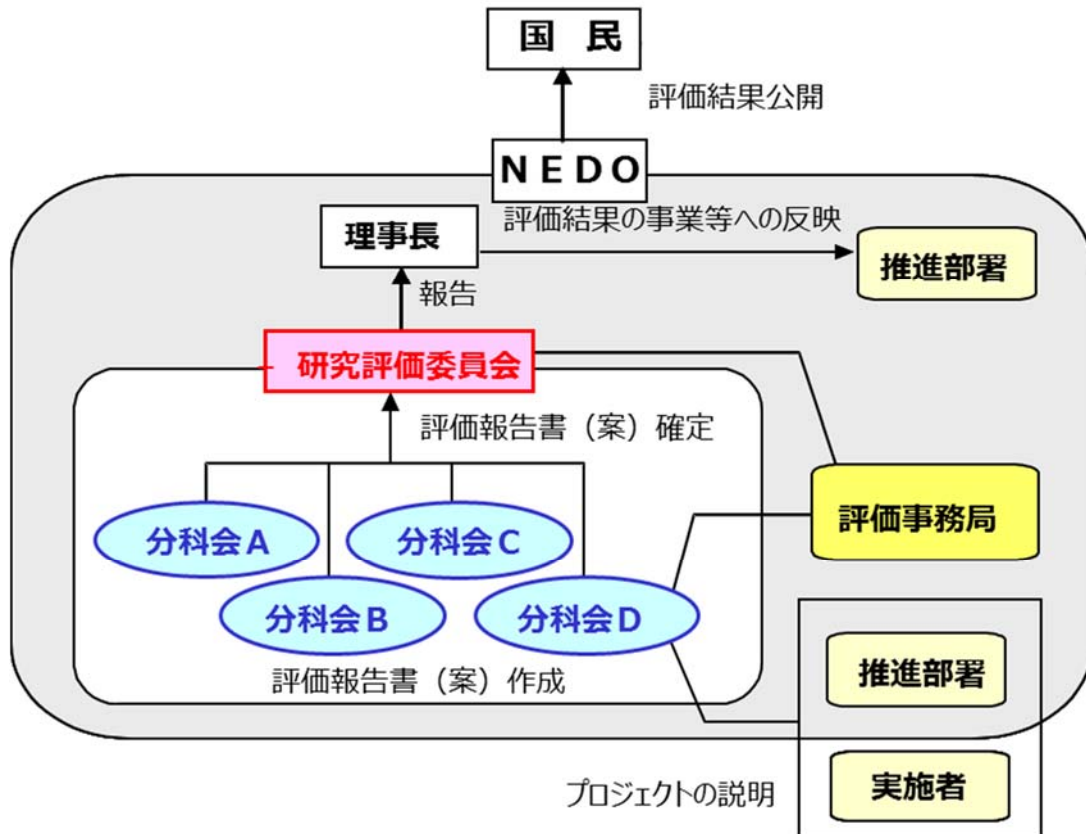 国 民
評価結果公開
NEDO
評価結果の事業等への反映
理事長
推進部署
報告
研究評価委員会
評価報告書（案）確定
分科会A
分科会C
評価事務局
分科会B
分科会D
推進部署
評価報告書（案）作成
実施者
プロジェクトの説明